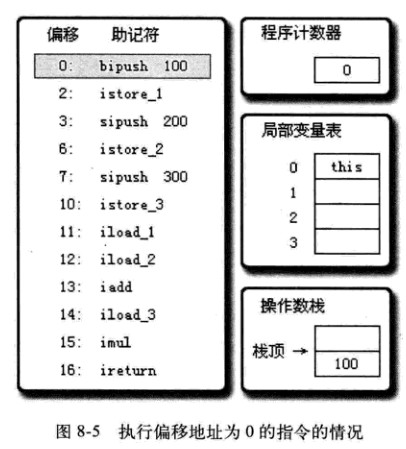 偏移 助记符
0: bipush 100
2: istore_1
3: sipush 200
6: istore_2
7: sipush 300
10: istore_3
11: iload_1
12: iload_2
13: iadd
14: iload_3
15: imul
16: ireturn
程序计数器
0
局部变量表
0 this
1
2
3
操作数栈
栈顶 →
100
图 8-5 执行偏移地址为 0 的指令的情况